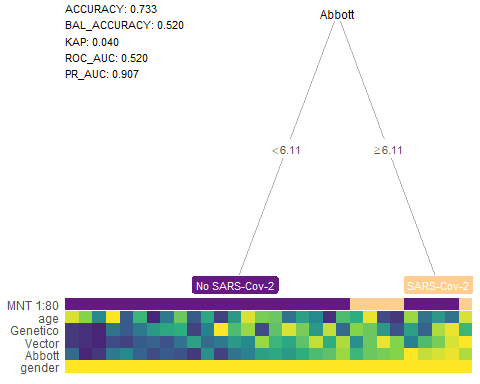 ACCURACY: 0.733
BAL_ACCURACY: 0.520
KAP: 0.040
ROC_AUC: 0.520
PR_AUC: 0.907
Abbott
<6.11
≥6.11
No SARS-Cov-2
SARS-Cov-2
MNT 1:80
age
Genetico
Vector
Abbott
gender